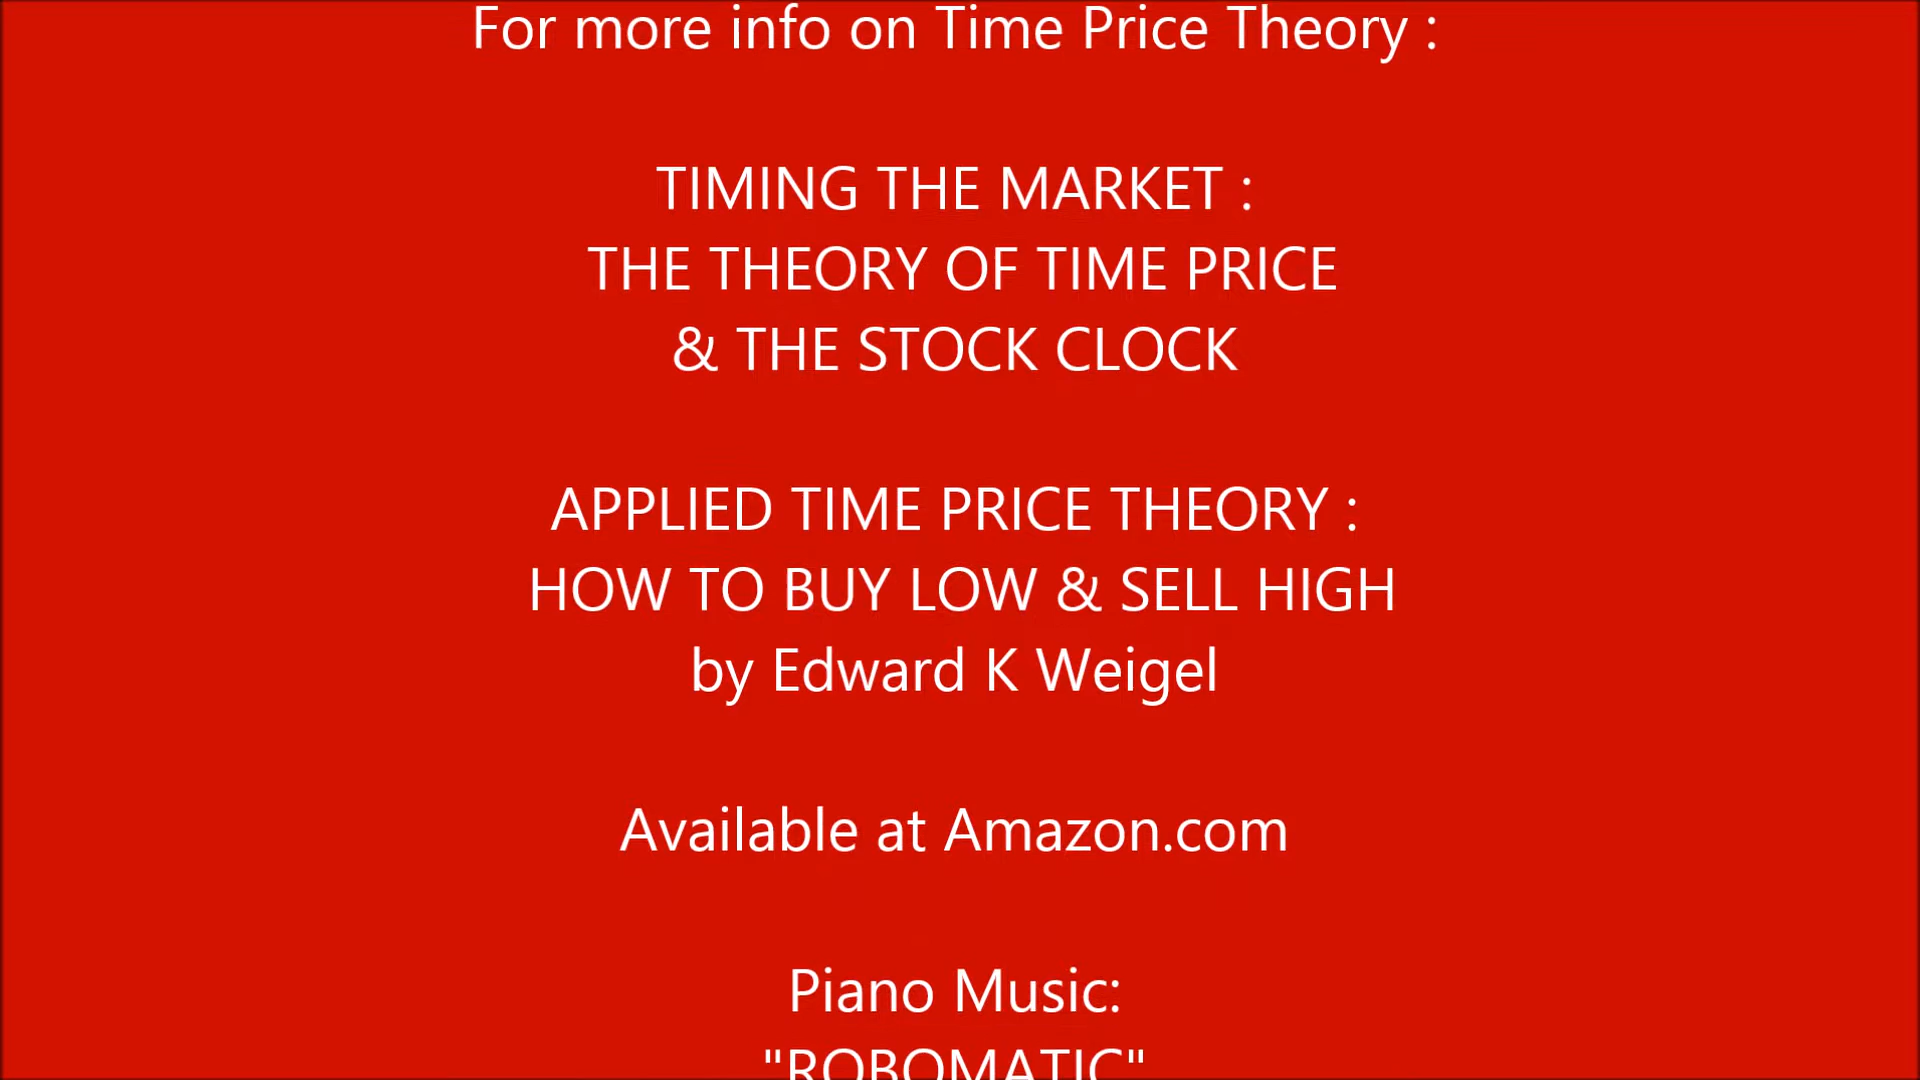 For more info on Time Price Theory :
TIMING THE MARKET :
THE THEORY OF TIME PRICE
& THE STOCK CLOCK
APPLIED TIME PRICE THEORY :
HOW TO BUY LOW & SELL HIGH
by Edward K Weigel
Available at Amazon.com
Piano Music:
"ROBOMATIC"